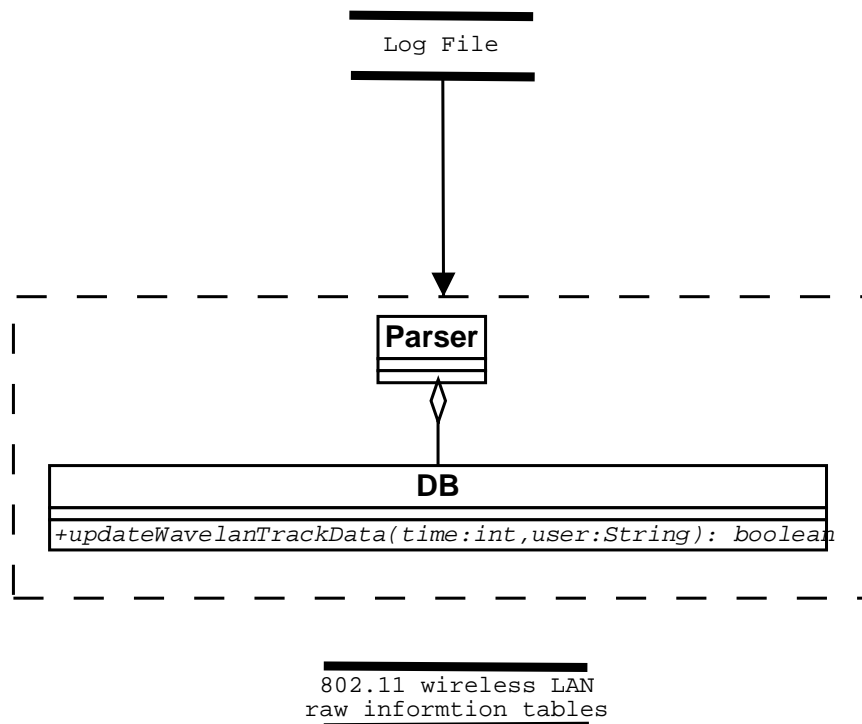 Log File
Parser
DB
+updateWavelanTrackData(time:int,user:String): boolean
802.11 wireless LAN
raw informtion tables